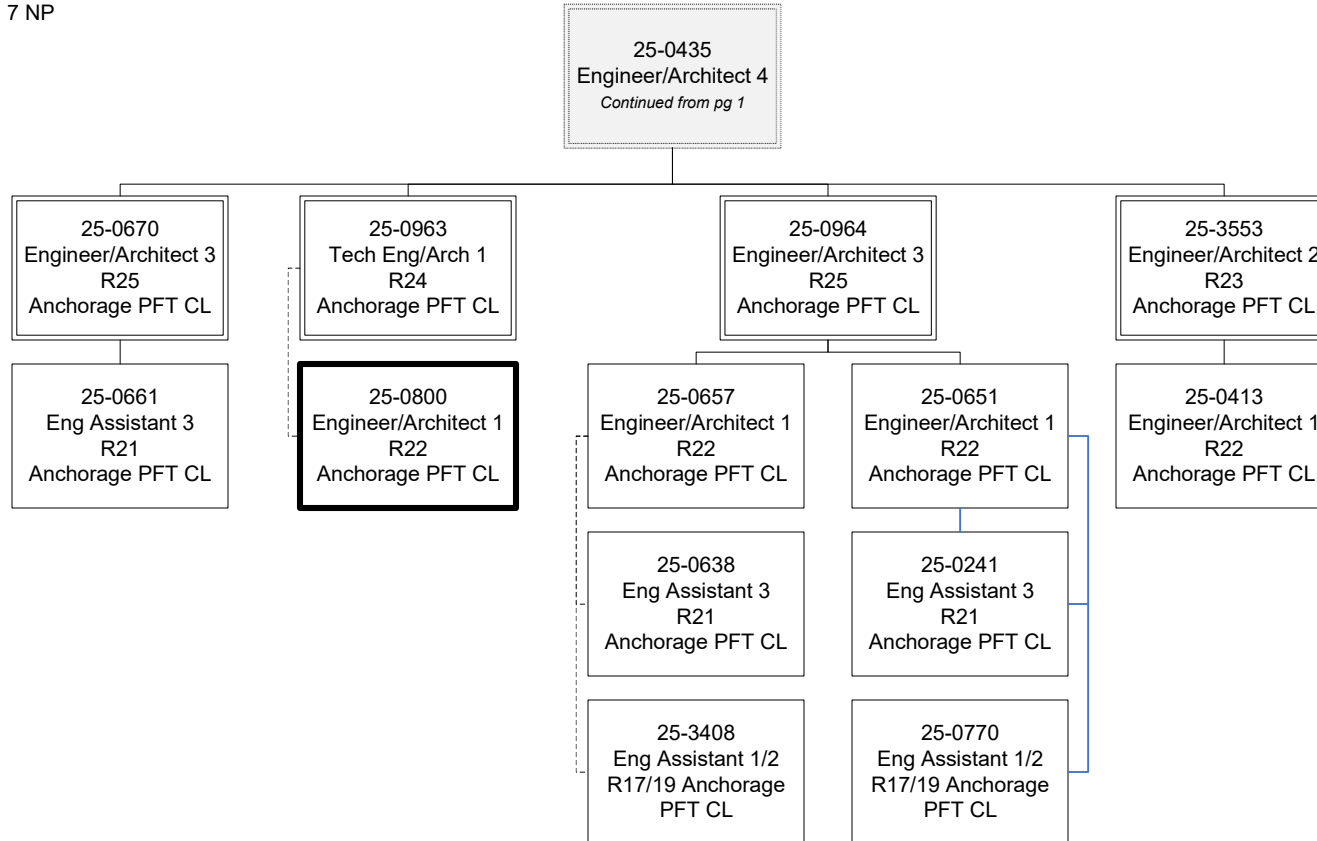 7 NP
25-0435
Engineer/Architect 4
Continued from pg 1
25-0670
Engineer/Architect 3
R25
Anchorage PFT CL
25-0963
Tech Eng/Arch 1
R24
Anchorage PFT CL
25-0964
Engineer/Architect 3
R25
Anchorage PFT CL
25-3553
Engineer/Architect 2
R23
Anchorage PFT CL
25-0661
Eng Assistant 3
R21
Anchorage PFT CL
25-0800
Engineer/Architect 1
R22
Anchorage PFT CL
25-0657
Engineer/Architect 1
R22
Anchorage PFT CL
25-0651
Engineer/Architect 1
R22
Anchorage PFT CL
25-0413
Engineer/Architect 1
R22
Anchorage PFT CL
25-0638
Eng Assistant 3
R21
Anchorage PFT CL
25-0241
Eng Assistant 3
R21
Anchorage PFT CL
25-3408
Eng Assistant 1/2
R17/19 Anchorage
PFT CL
25-0770
Eng Assistant 1/2
R17/19 Anchorage
PFT CL